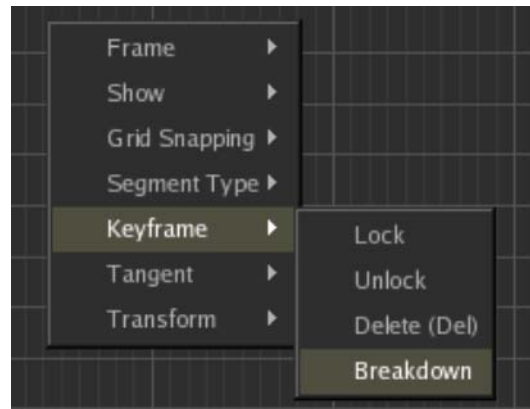 Frame
Show
Grid Snapping
Segment Type
Keyframe
Tangent
Transform
Lock
Unlock
Delete (Del)
Breakdown